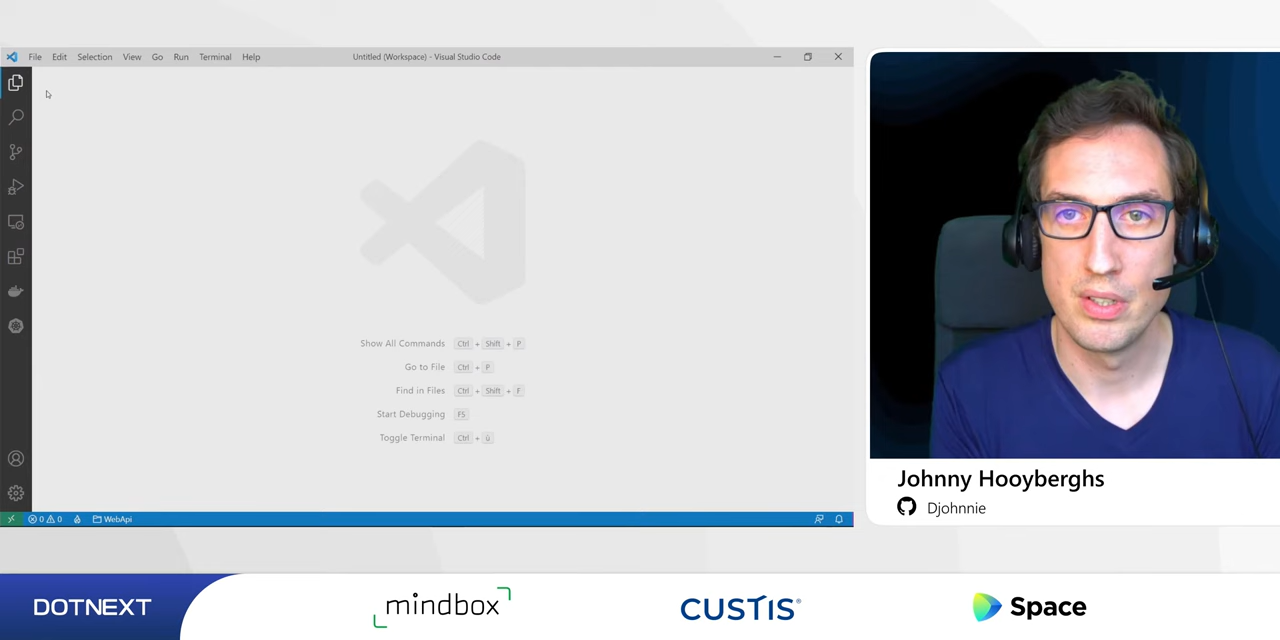 File Edit Selection View Go Run Terminal Help
Untitled (Workspace) - Visual Studio Code
Show All Commands Ctrl + Shift + P
Go to File Ctrl + P
Find in Files Ctrl + Shift + F
Start Debugging F5
Toggle Terminal Ctrl + ù
0 0 WebApi
Johnny Hooyberghs
Djohnnie
DOTNEXT
mindbox
CUSTIS®
Space